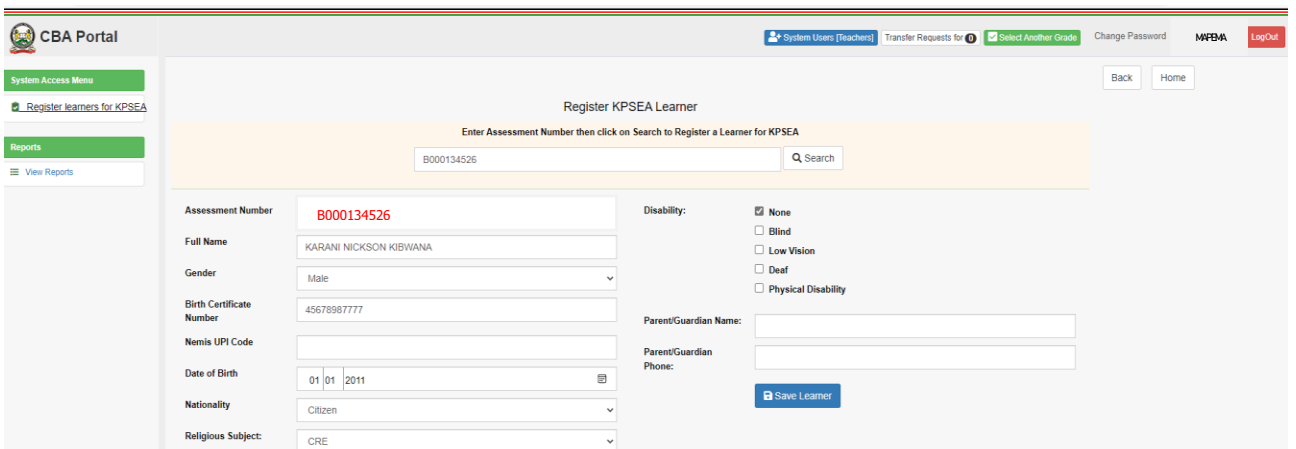 CBA Portal
System Users [Teachers] Transfer Requests for 0 Select Another Grade Change Password MAPEMA LogOut
System Access Menu
Register learners for KPSEA
Reports
View Reports
Back Home
Register KPSEA Learner
Enter Assessment Number then click on Search to Register a Learner for KPSEA
B000134526 Search
Assessment Number B000134526
Full Name KARANI NICKSON KIBWANA
Gender Male
Birth Certificate
Number 45678987777
Nemis UPI Code
Date of Birth 01 01 2011
Nationality Citizen
Religious Subject: CRE
Disability: None
Blind
Low Vision
Deaf
Physical Disability
Parent/Guardian Name:
Parent/Guardian
Phone:
Save Learner